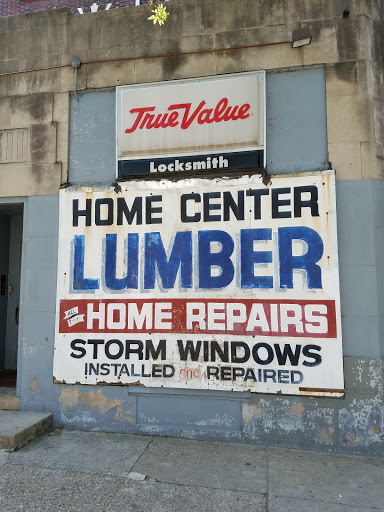 True Value
Locksmith
HOME CENTER
LUMBER
HOME REPAIRS
STORM WINDOWS
INSTALLED and REPAIRED